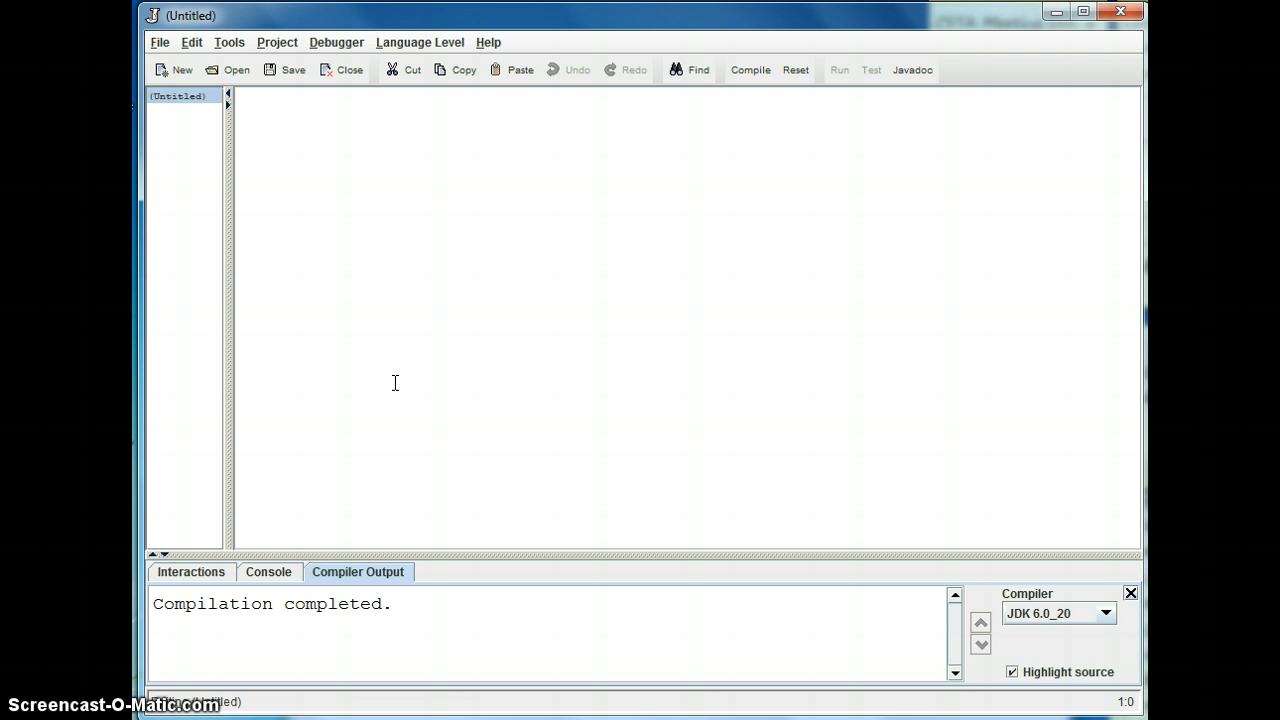 (Untitled)
File Edit Tools Project Debugger Language Level Help
New Open Save Close Cut Copy Paste Undo Redo Find Compile Reset Run Test Javadoc
(Untitled)
Interactions Console Compiler Output
Compilation completed.
Compiler
JDK 6.0_20
Highlight source
Screencast-O-Matic.com
1:0